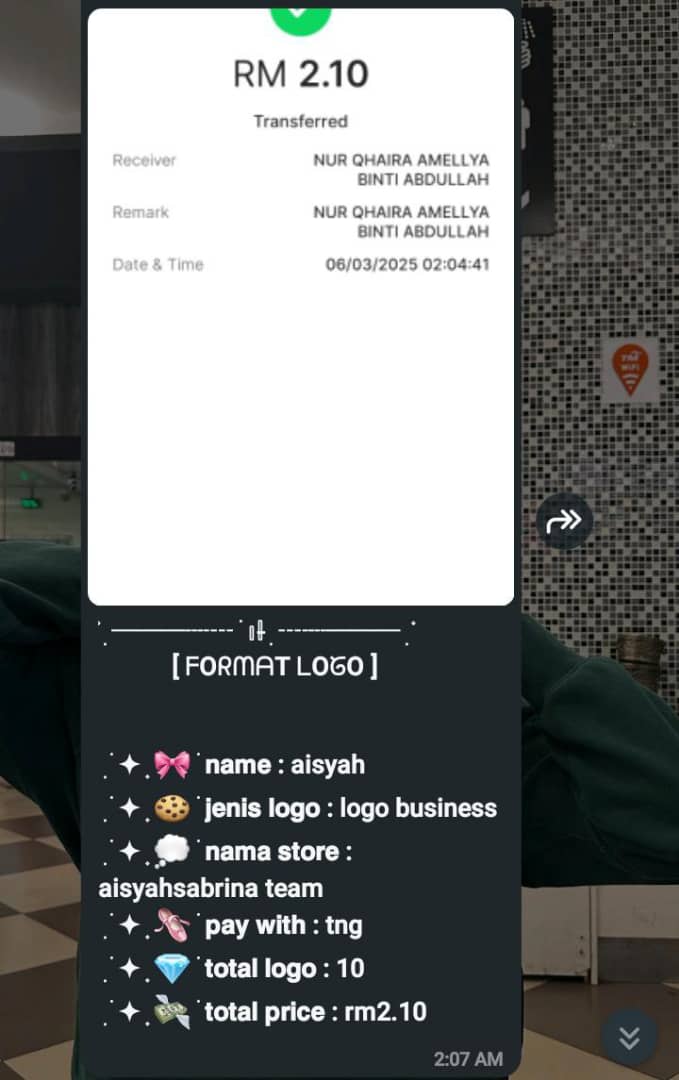 RM 2.10
Transferred
Receiver NUR QHAIRA AMELLYA
BINTI ABDULLAH
Remark NUR QHAIRA AMELLYA
BINTI ABDULLAH
Date & Time 06/03/2025 02:04:41
TM
WiFi
[ FORMAT LOGO ]
name : aisyah
jenis logo : logo business
nama store :
aisyahsabrina team
pay with : tng
total logo : 10
total price : rm2.10
2:07 AM